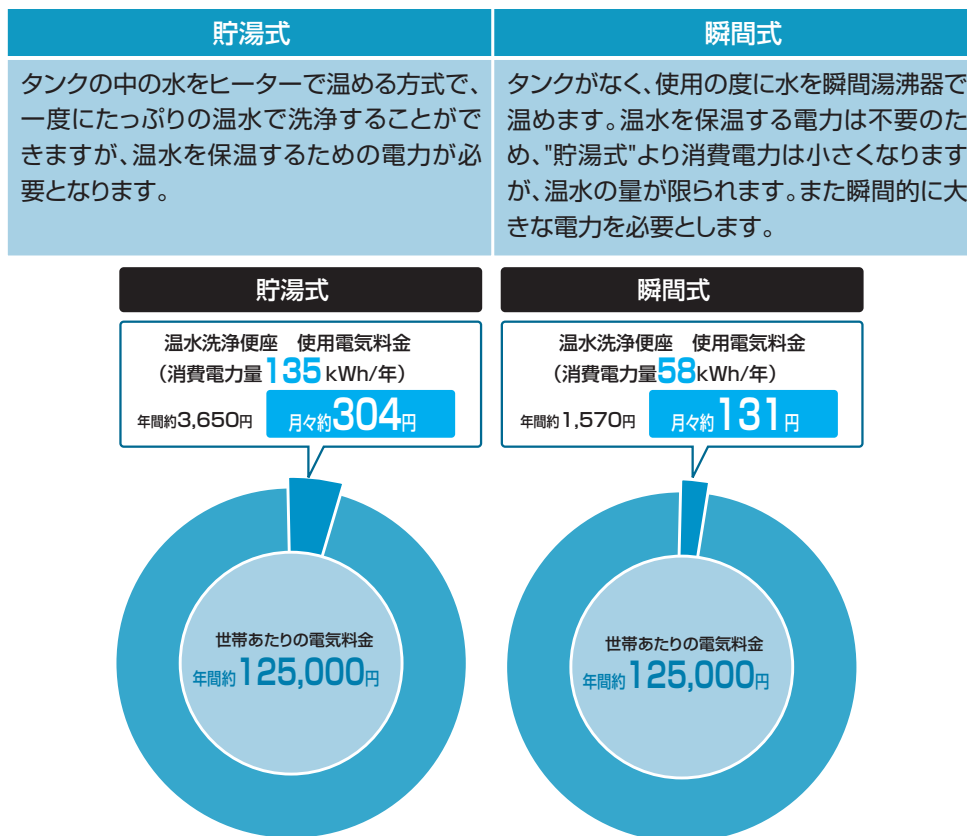 貯湯式
タンクの中の水をヒーターで温める方式で、
一度にたっぷりの温水で洗浄することがで
きますが、温水を保温するための電力が必
要となります。
瞬間式
タンクがなく、使用の度に水を瞬間湯沸器で
温めます。温水を保温する電力は不要のた
め、"貯湯式"より消費電力は小さくなります
が、温水の量が限られます。また瞬間的に大
きな電力を必要とします。
貯湯式
温水洗浄便座　使用電気料金
（消費電力量135kWh/年）
年間約3,650円 月々約304円
世帯あたりの電気料金
年間約125,000円
瞬間式
温水洗浄便座　使用電気料金
（消費電力量58kWh/年）
年間約1,570円 月々約131円
世帯あたりの電気料金
年間約125,000円